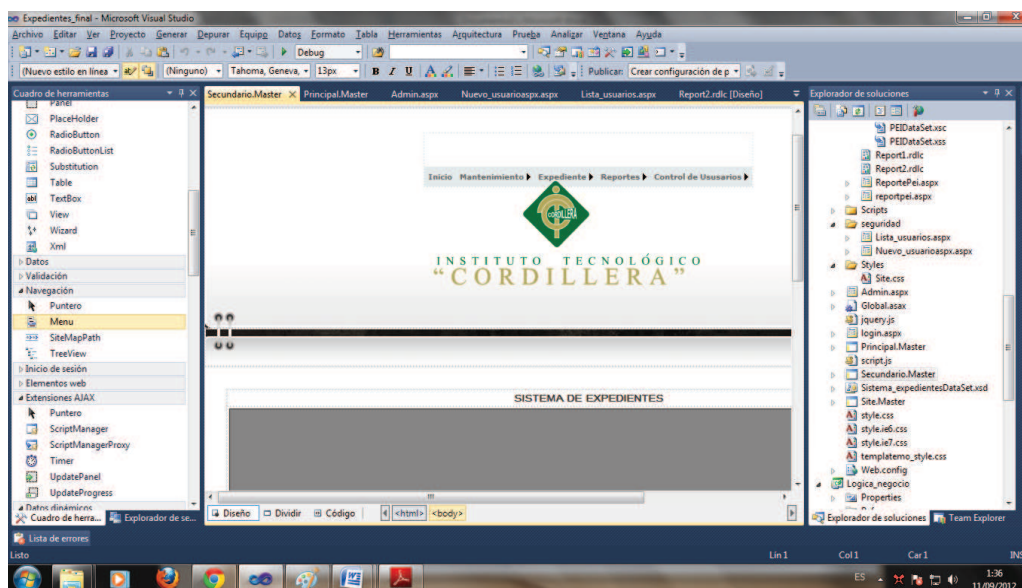 Expedientes_final - Microsoft Visual Studio
Archivo Editar Ver Proyecto Generar Depurar Equipo Datos Formato Tabla Herramientas Arquitectura Prueba Analizar Ventana Ayuda
Debug
(Nuevo estilo en línea (Ninguno) Tahoma, Geneva, 13px B I U A Publicar: Crear configuración de p
Cuadro de herramientas
Panel
PlaceHolder
RadioButton
RadioButtonList
Substitution
Table
TextBox
View
Wizard
Xml
Datos
Validación
Navegación
Puntero
Menu
SiteMapPath
TreeView
Inicio de sesión
Elementos web
Extensiones AJAX
Puntero
ScriptManager
ScriptManagerProxy
Timer
UpdatePanel
UpdateProgress
Datos dinámicos
Cuadro de herra... Explorador de se...
Secundario.Master Principal.Master Admin.aspx Nuevo_usuarioaspx.aspx Lista_usuarios.aspx Report2.rdlc [Diseño]
Inicio Mantenimiento Expediente Reportes Control de Ususarios
CORDILLERA
INSTITUTO TECNOLÓGICO
“CORDILLERA”
SISTEMA DE EXPEDIENTES
Diseño Dividir Código <html> <body>
Explorador de soluciones
PEIDataSet.xsc
PEIDataSet.xss
Report1.rdlc
Report2.rdlc
ReportePei.aspx
reportpei.aspx
Scripts
seguridad
Lista_usuarios.aspx
Nuevo_usuarioaspx.aspx
Styles
Site.css
Admin.aspx
Global.asax
jquery.js
login.aspx
Principal.Master
script.js
Secundario.Master
Sistema_expedientesDataSet.xsd
Site.Master
style.css
style.ie6.css
style.ie7.css
templatemo_style.css
Web.config
Logica_negocio
Properties
Explorador de soluciones Team Explorer
Lista de errores
Listo Lín 1 Col 1 Car 1 INS
ES 1:36
11/09/2012